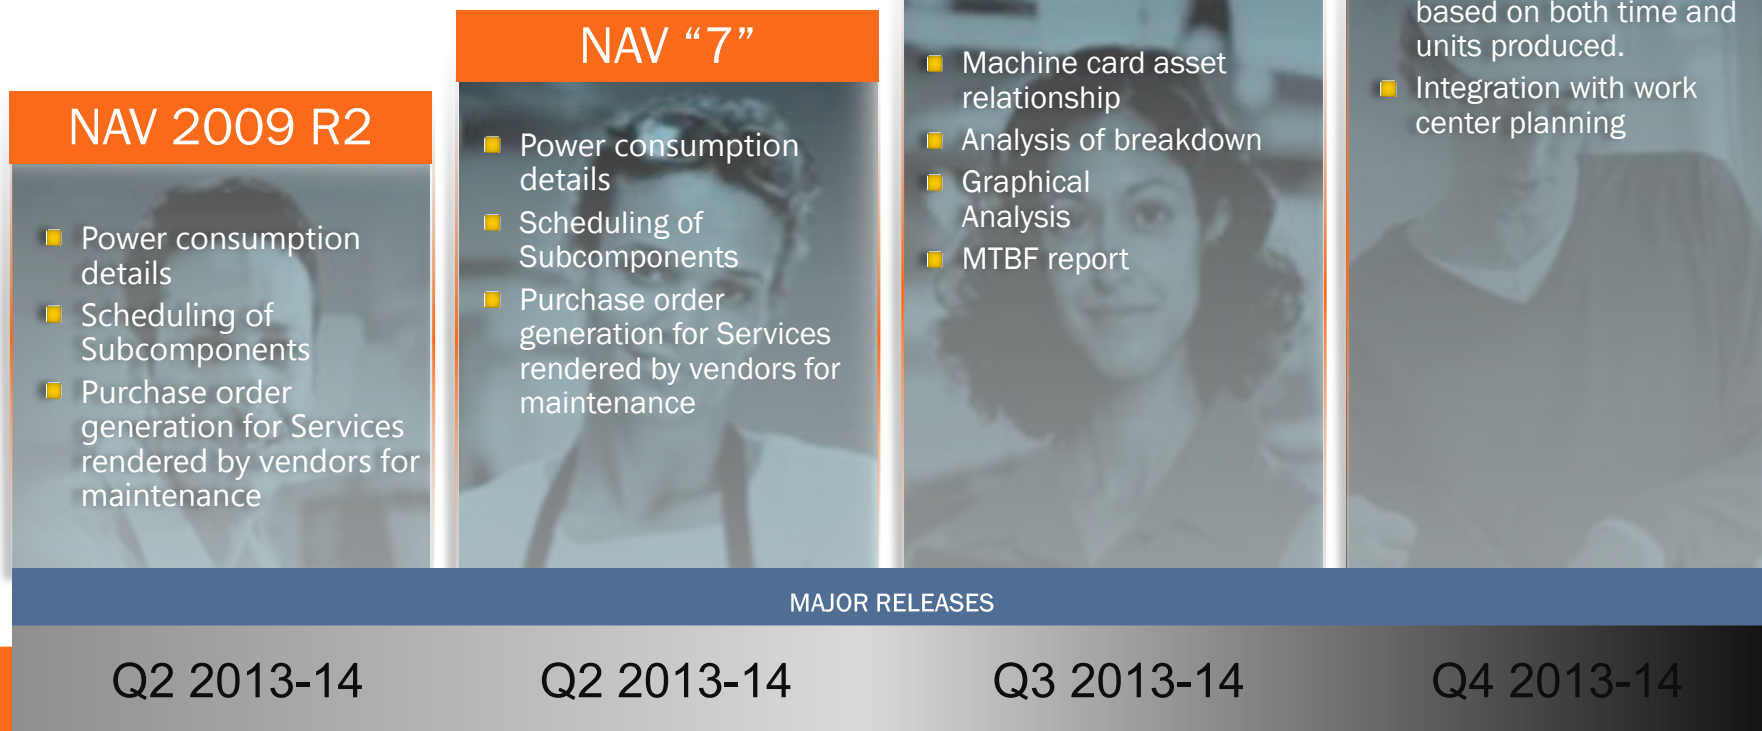 NAV 2009 R2
Power consumption
details
Scheduling of
Subcomponents
Purchase order
generation for Services
rendered by vendors for
maintenance
NAV “7”
Power consumption
details
Scheduling of
Subcomponents
Purchase order
generation for Services
rendered by vendors for
maintenance
Machine card asset
relationship
Analysis of breakdown
Graphical
Analysis
MTBF report
based on both time and
units produced.
Integration with work
center planning
MAJOR RELEASES
Q2 2013-14
Q2 2013-14
Q3 2013-14
Q4 2013-14